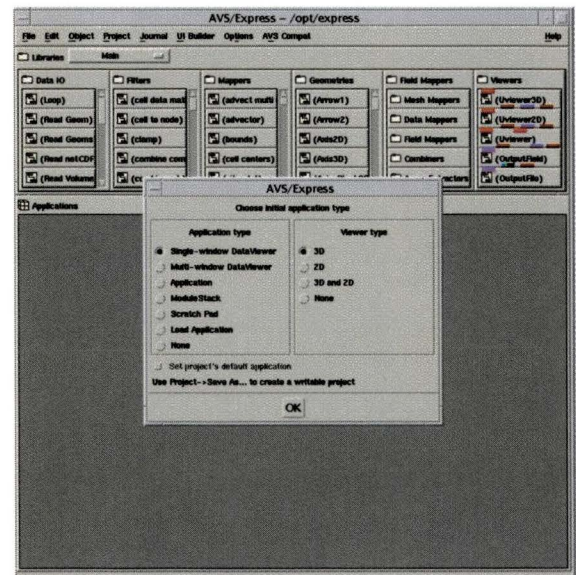 AVS/Express - /opt/express
File Edit Object Project Journal UI Builder Options AVS Compat Help
Libraries Main
Data IO Filters Mappers Geometries Field Mappers Viewers
(Loop) (cell data mat (advect multi (Arrow1) Mesh Mappers (Uviewer3D)
(Read Geom) (cell to node) (advector) (Arrow2) Data Mappers (Uviewer2D)
(Read Geoms (clamp) (bounds) (Axis2D) Field Mappers (Uviewer)
(Read netCDF (combine com (cell centers) (Axis3D) Combiners (OutputField)
(Read Volume (OutputFile)
Applications
AVS/Express
Choose initial application type
Application type Viewer type
Single-window DataViewer 3D
Multi-window DataViewer 2D
Application 3D and 2D
ModuleStack None
Scratch Pad
Load Application
None
Set project's default application
Use Project->Save As... to create a writable project
OK